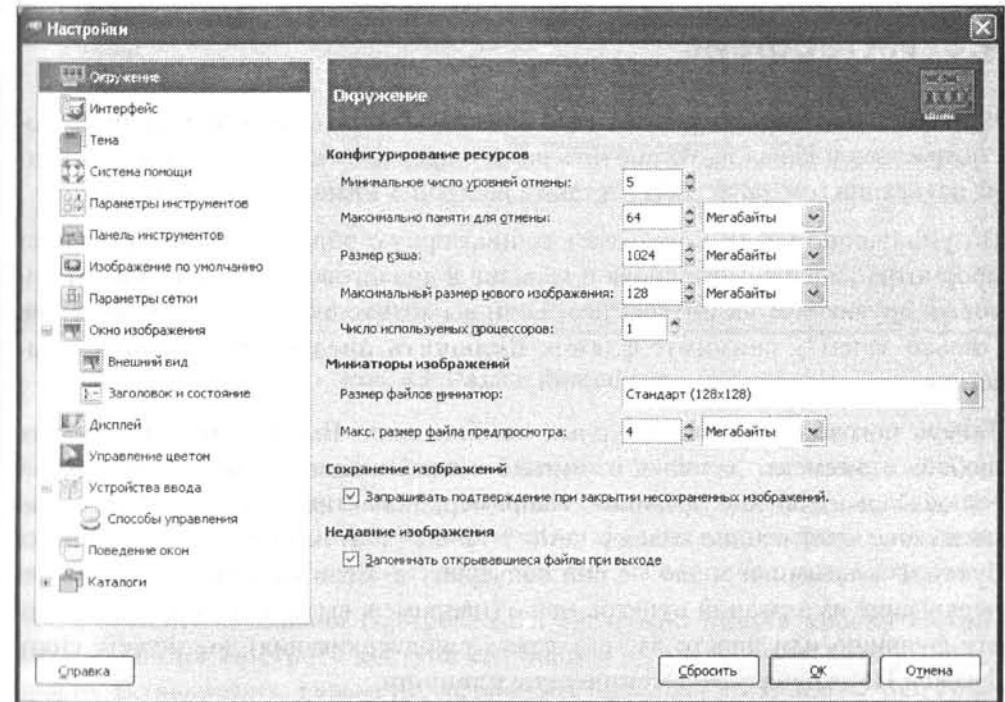 Настройки
Окружение
Интерфейс
Тема
Система помощи
Параметры инструментов
Панель инструментов
Изображение по умолчанию
Параметры сетки
Окно изображения
Внешний вид
Заголовок и состояние
Дисплей
Управление цветом
Устройства ввода
Способы управления
Поведение окон
Каталоги
Окружение
Конфигурирование ресурсов
Минимальное число уровней отмены: 5
Максимально памяти для отмены: 64 Мегабайты
Размер кэша: 1024 Мегабайты
Максимальный размер нового изображения: 128 Мегабайты
Число используемых процессоров: 1
Миниатюры изображений
Размер файлов миниатюр: Стандарт (128x128)
Макс. размер файла предпросмотра: 4 Мегабайты
Сохранение изображений
Запрашивать подтверждение при закрытии несохраненных изображений.
Недавние изображения
Запоминать открывавшиеся файлы при выходе
Справка Сбросить OK Отмена